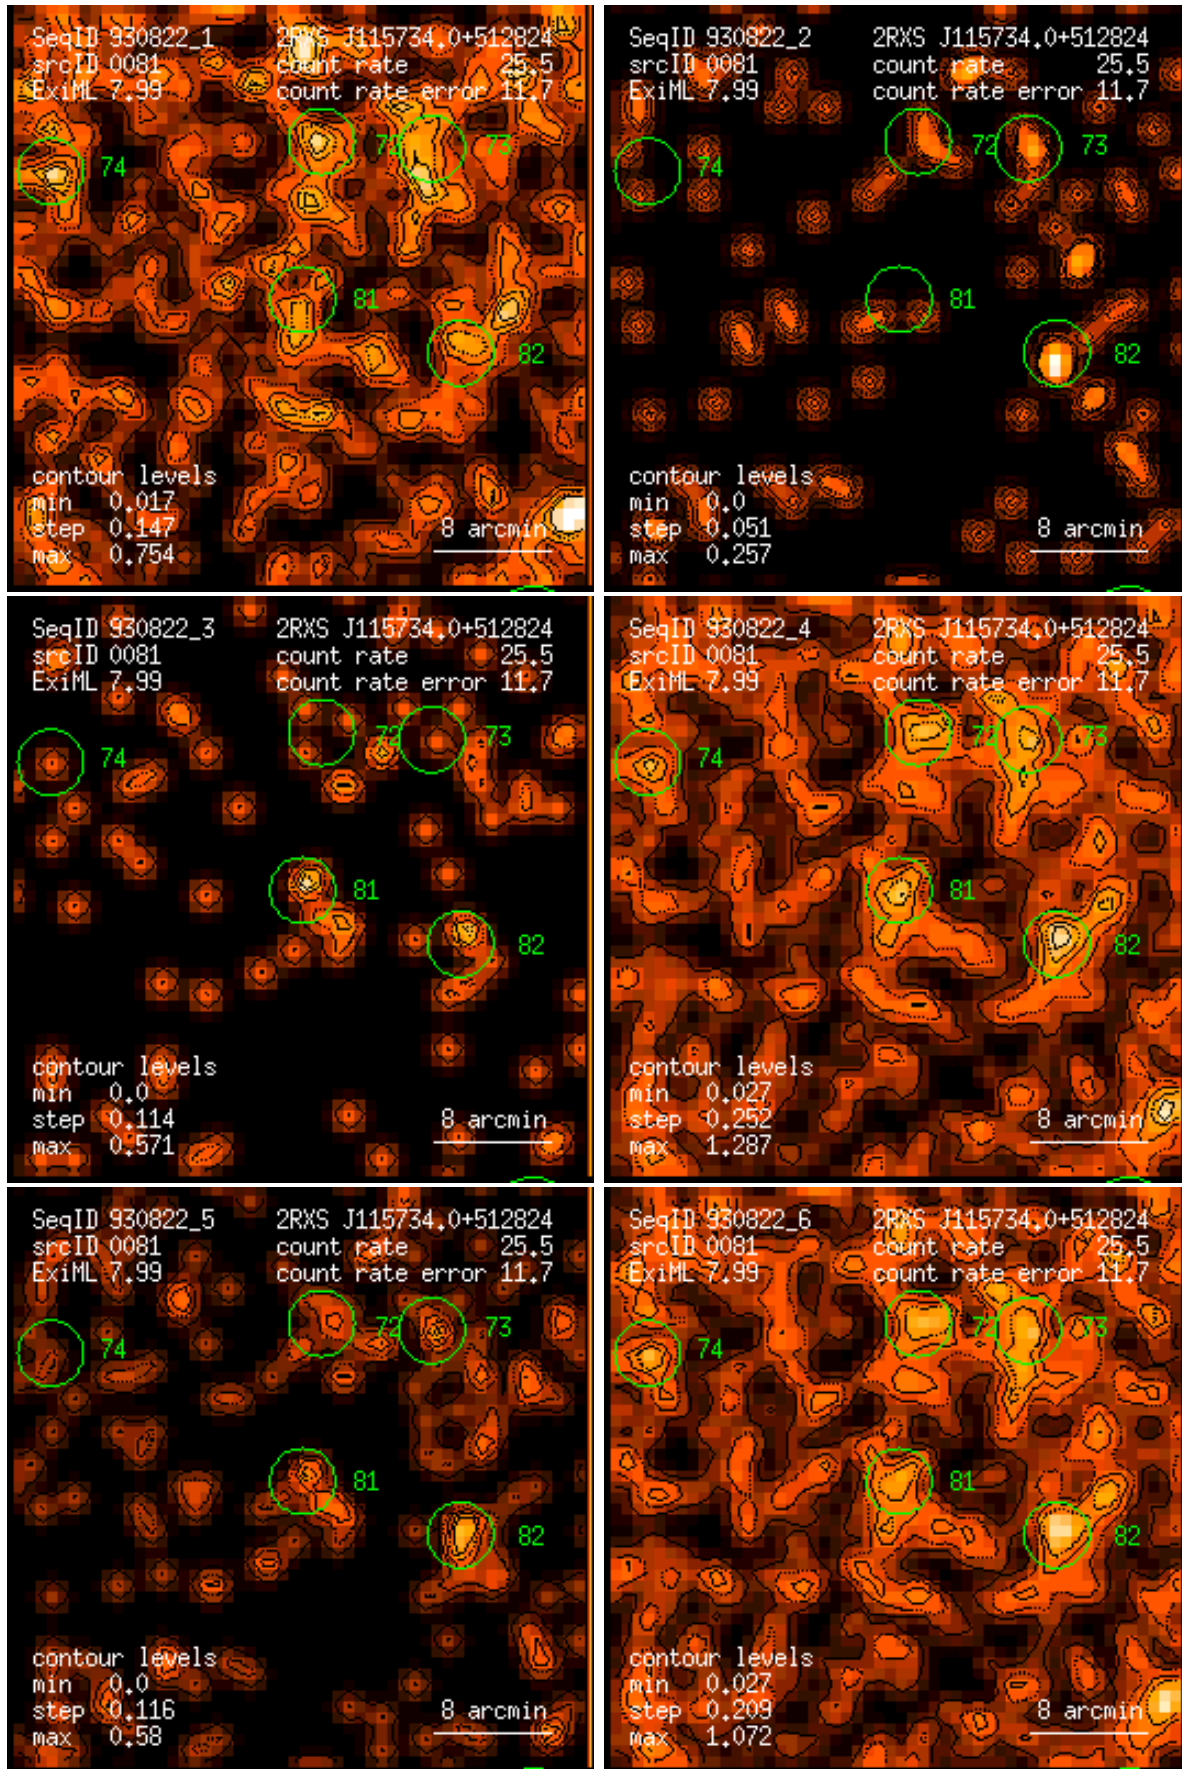 SeqID 930822_1 2RXS J115734.0+512824
srcID 0081 count rate 25.5
ExiML 7.99 count rate error 11.7
72 73
74
81
82
contour levels
min 0.017
step 0.147 8 arcmin
max 0.754
SeqID 930822_2 2RXS J115734.0+512824
srcID 0081 count rate 25.5
ExiML 7.99 count rate error 11.7
72 73
74
81
82
contour levels
min 0.0
step 0.051 8 arcmin
max 0.257
SeqID 930822_3 2RXS J115734.0+512824
srcID 0081 count rate 25.5
ExiML 7.99 count rate error 11.7
72 73
74
81
82
contour levels
min 0.0
step 0.114 8 arcmin
max 0.571
SeqID 930822_4 2RXS J115734.0+512824
srcID 0081 count rate 25.5
ExiML 7.99 count rate error 11.7
72 73
74
81
82
contour levels
min 0.027
step 0.252 8 arcmin
max 1.287
SeqID 930822_5 2RXS J115734.0+512824
srcID 0081 count rate 25.5
ExiML 7.99 count rate error 11.7
72 73
74
81
82
contour levels
min 0.0
step 0.116 8 arcmin
max 0.58
SeqID 930822_6 2RXS J115734.0+512824
srcID 0081 count rate 25.5
ExiML 7.99 count rate error 11.7
72 73
74
81
82
contour levels
min 0.027
step 0.209 8 arcmin
max 1.072